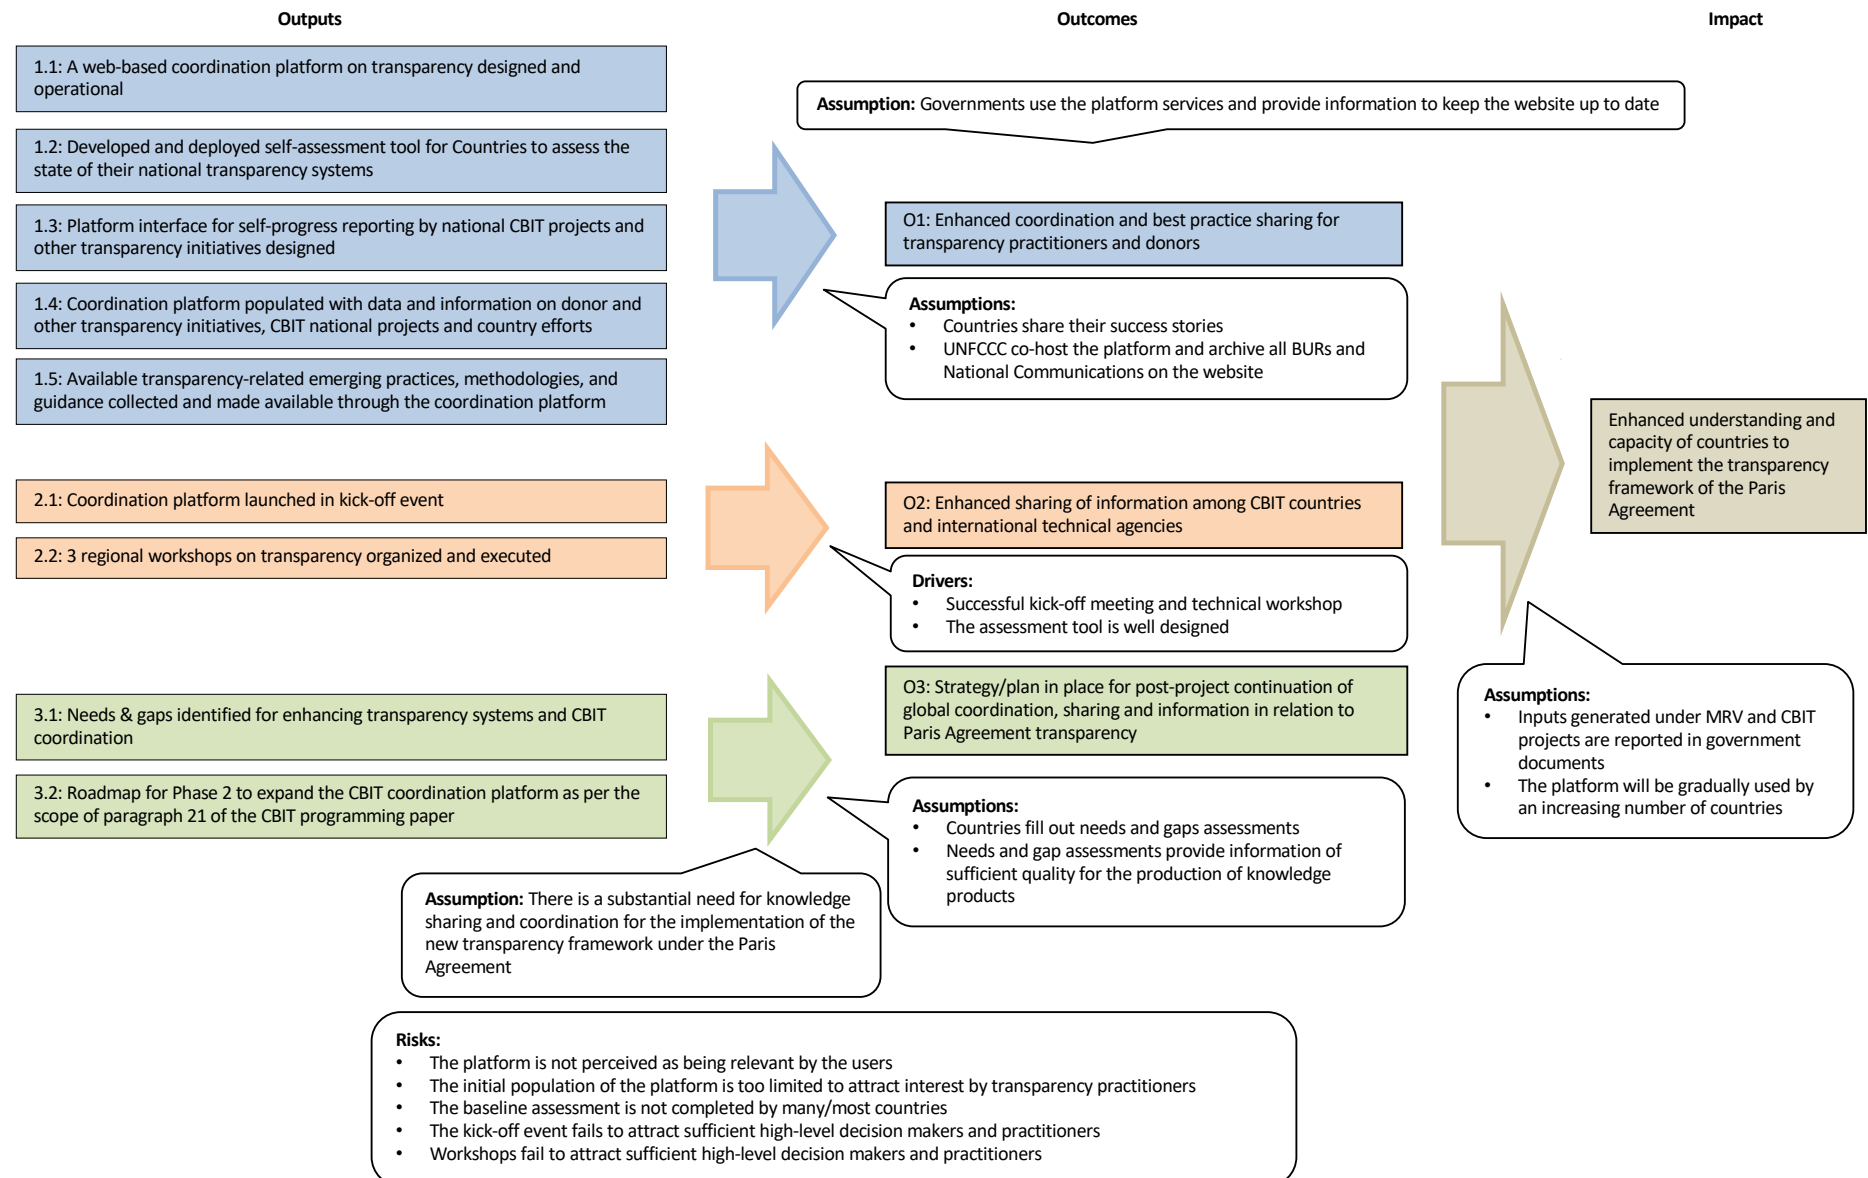 Outputs
Outcomes
Impact
1.1: A web-based coordination platform on transparency designed and
operational
1.2: Developed and deployed self-assessment tool for Countries to assess the
state of their national transparency systems
1.3: Platform interface for self-progress reporting by national CBIT projects and
other transparency initiatives designed
1.4: Coordination platform populated with data and information on donor and
other transparency initiatives, CBIT national projects and country efforts
1.5: Available transparency-related emerging practices, methodologies, and
guidance collected and made available through the coordination platform
2.1: Coordination platform launched in kick-off event
2.2: 3 regional workshops on transparency organized and executed
3.1: Needs & gaps identified for enhancing transparency systems and CBIT
coordination
3.2: Roadmap for Phase 2 to expand the CBIT coordination platform as per the
scope of paragraph 21 of the CBIT programming paper
Assumption: Governments use the platform services and provide information to keep the website up to date
O1: Enhanced coordination and best practice sharing for
transparency practitioners and donors
Assumptions:
• Countries share their success stories
• UNFCCC co-host the platform and archive all BURs and
National Communications on the website
O2: Enhanced sharing of information among CBIT countries
and international technical agencies
Drivers:
• Successful kick-off meeting and technical workshop
• The assessment tool is well designed
O3: Strategy/plan in place for post-project continuation of
global coordination, sharing and information in relation to
Paris Agreement transparency
Assumptions:
• Countries fill out needs and gaps assessments
• Needs and gap assessments provide information of
sufficient quality for the production of knowledge
products
Assumption: There is a substantial need for knowledge
sharing and coordination for the implementation of the
new transparency framework under the Paris
Agreement
Enhanced understanding and
capacity of countries to
implement the transparency
framework of the Paris
Agreement
Assumptions:
• Inputs generated under MRV and CBIT
projects are reported in government
documents
• The platform will be gradually used by
an increasing number of countries
Risks:
• The platform is not perceived as being relevant by the users
• The initial population of the platform is too limited to attract interest by transparency practitioners
• The baseline assessment is not completed by many/most countries
• The kick-off event fails to attract sufficient high-level decision makers and practitioners
• Workshops fail to attract sufficient high-level decision makers and practitioners